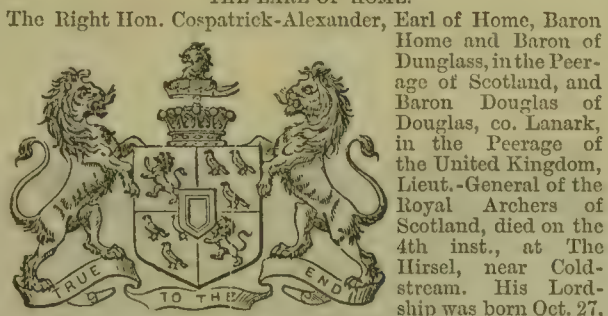 THE EARL OF HOME.
The Right Hon. Cospatrick-Alexander, Earl of Home, Baron
Home and Baron of
Dunglass, in the Peer-
age of Scotland, and
Baron Douglas of
Douglas, co. Lanark,
in the Peerage of
the United Kingdom,
Lieut.-General of the
Royal Archers of
Scotland, died on the
4th inst., at The
Hirsel, near Cold-
stream. His Lord-
ship was born Oct. 27,
TRUE TO THE END